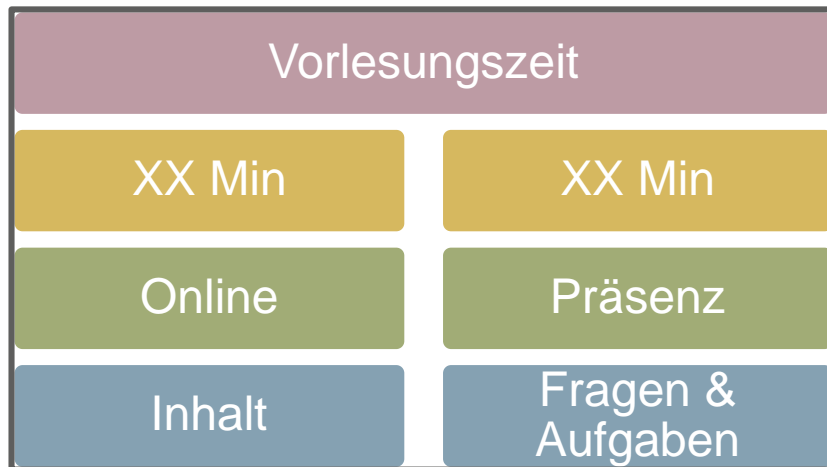 Vorlesungszeit
XX Min
XX Min
Online
Präsenz
Inhalt
Fragen &
Aufgaben